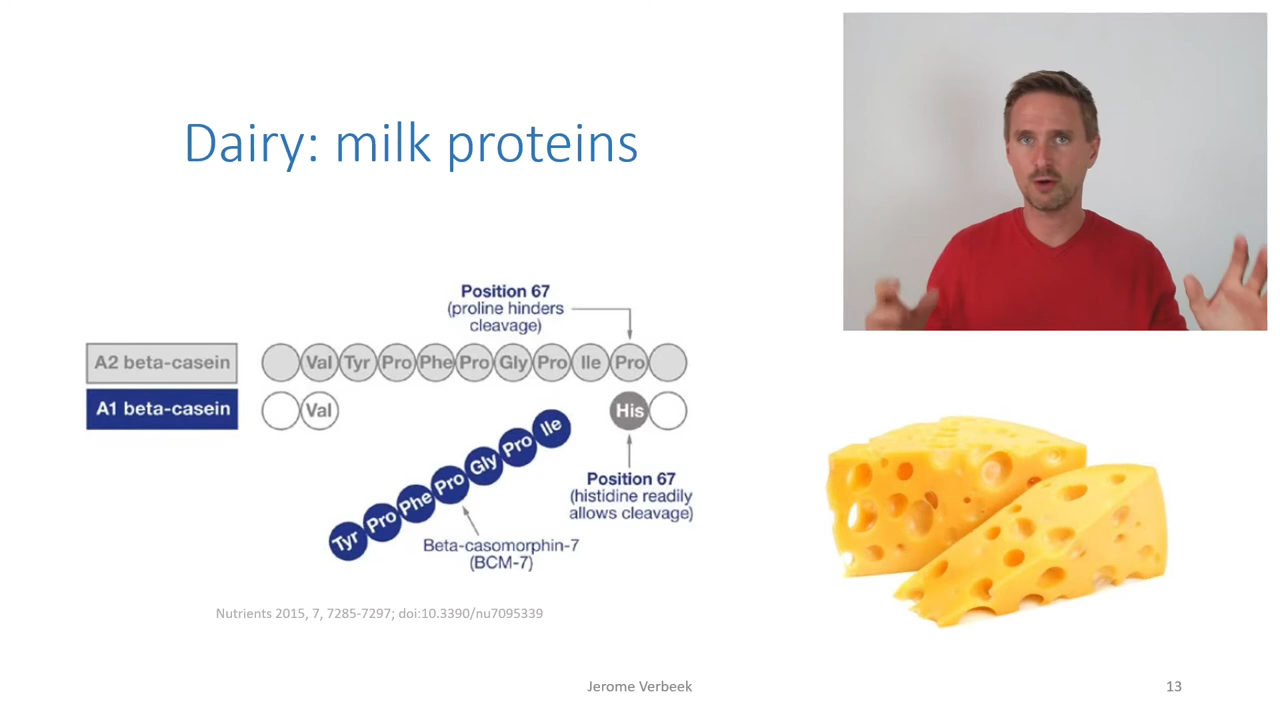 Dairy: milk proteins
Position 67
(proline hinders
cleavage)
A2 beta-casein
Val Tyr Pro Phe Pro Gly Pro Ile Pro
A1 beta-casein
Val
His
Tyr Pro Phe Pro Gly Pro Ile
Position 67
(histidine readily
allows cleavage)
Beta-casomorphin-7
(BCM-7)
Nutrients 2015, 7, 7285-7297; doi:10.3390/nu7095339
Jerome Verbeek
13